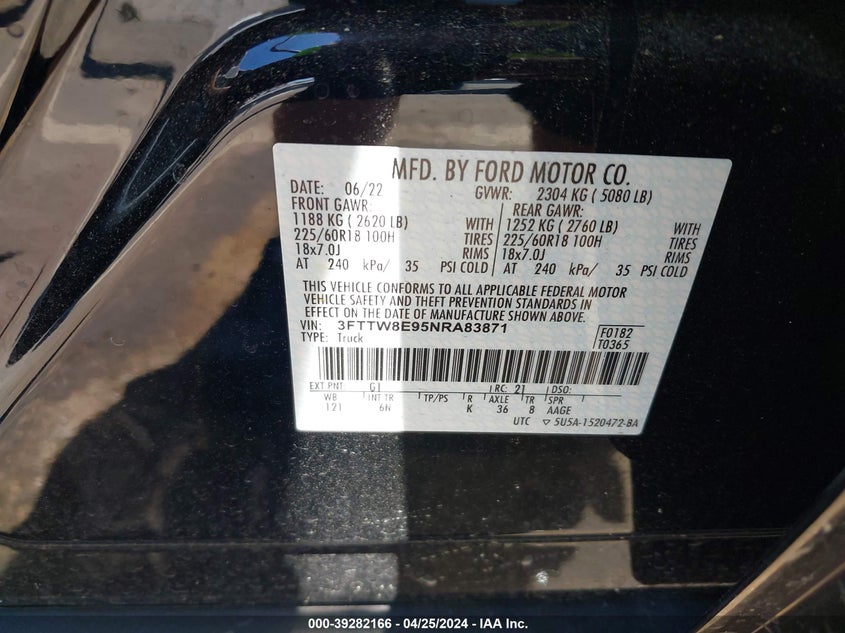 MFD. BY FORD MOTOR CO.
DATE: 06/22 GVWR: 2304 KG ( 5080 LB)
FRONT GAWR: REAR GAWR:
1188 KG ( 2620 LB) WITH 1252 KG ( 2760 LB) WITH
225/60R18 100H TIRES 225/60R18 100H TIRES
18x7.0J RIMS 18x7.0J RIMS
AT 240 kPa/ 35 PSI COLD AT 240 kPa/ 35 PSI COLD
THIS VEHICLE CONFORMS TO ALL APPLICABLE FEDERAL MOTOR
VEHICLE SAFETY AND THEFT PREVENTION STANDARDS IN
EFFECT ON THE DATE OF MANUFACTURE SHOWN ABOVE.
VIN: 3FTTW8E95NRA83871 F0182
TYPE: Truck T0365
EXT PNT: G1 RC: 21 DSO:
WB INT TR TP/PS R AXLE TR SPR
121 6N K 36 8 AAGE
UTC ▽ 5U5A-1520472-BA
000-39282166 - 04/25/2024 - IAA Inc.